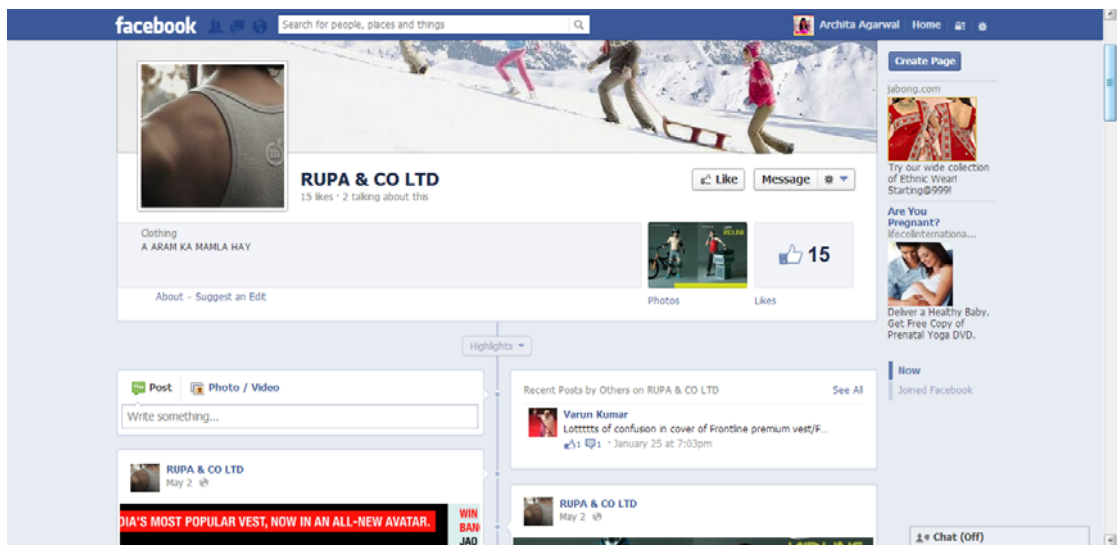 facebook
Search for people, places and things
Archita Agarwal
Home
Create Page
jabong.com
Try our wide collection
of Ethnic Wear!
Starting@999!
RUPA & CO LTD
15 likes · 2 talking about this
Like
Message
Are You
Pregnant?
lifecellinternationa...
Clothing
A ARAM KA MAMLA HAY
15
About – Suggest an Edit
Photos
Likes
Deliver a Healthy Baby.
Get Free Copy of
Prenatal Yoga DVD.
Highlights
Now
Joined Facebook
Post
Photo / Video
Write something...
Recent Posts by Others on RUPA & CO LTD
See All
Varun Kumar
Lotttttts of confusion in cover of Frontline premium vest/F...
1 1 · January 25 at 7:03pm
RUPA & CO LTD
May 2
DIA'S MOST POPULAR VEST, NOW IN AN ALL-NEW AVATAR.
WIN
BAN
JAO
RUPA & CO LTD
May 2
Chat (Off)